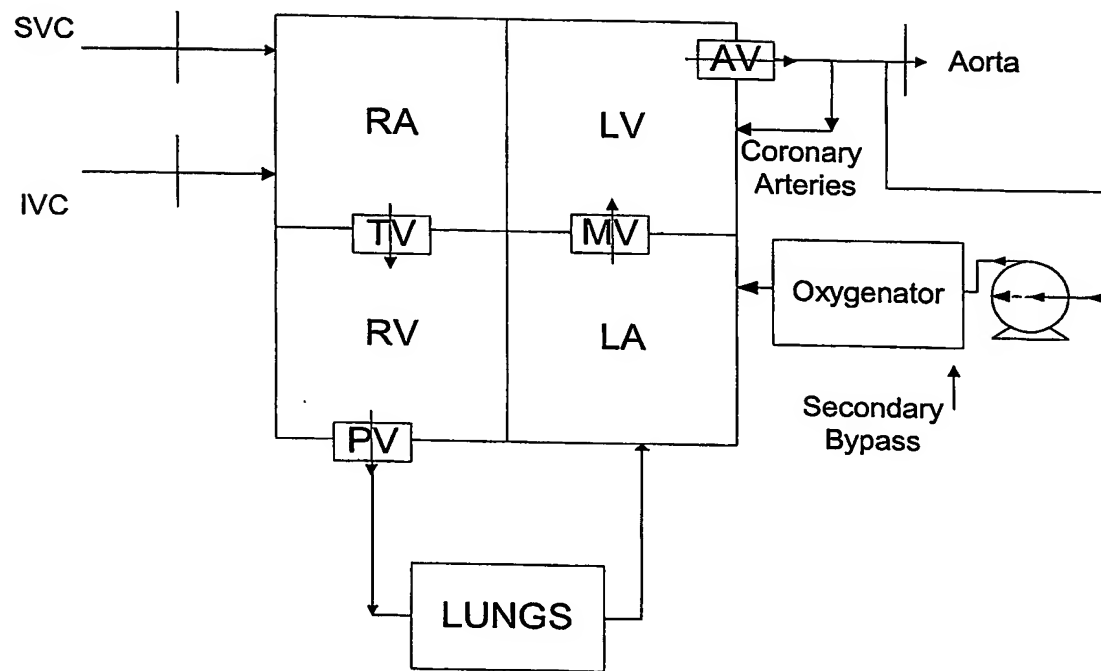 SVC
AV
Aorta
RA
LV
Coronary
Arteries
IVC
TV
MV
Oxygenator
RV
LA
Secondary
Bypass
PV
LUNGS